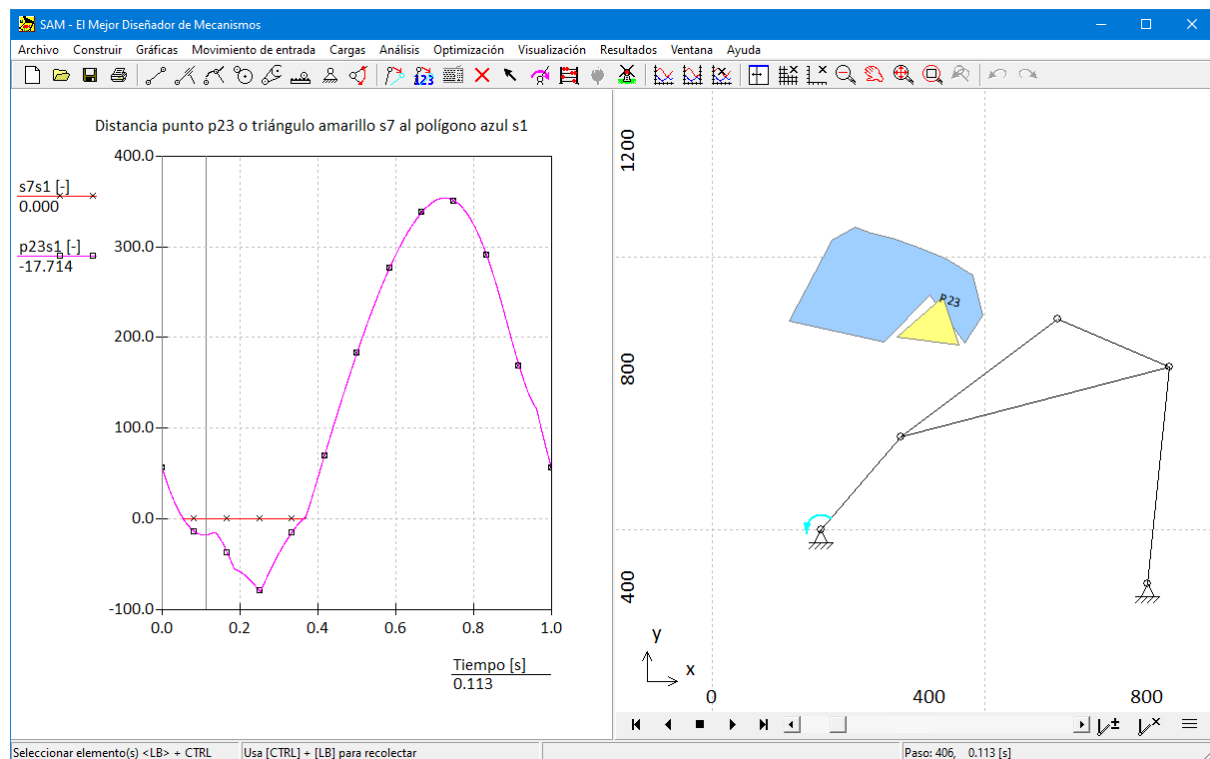 SAM - El Mejor Diseñador de Mecanismos
Archivo Construir Gráficas Movimiento de entrada Cargas Análisis Optimización Visualización Resultados Ventana Ayuda
123
Distancia punto p23 o triángulo amarillo s7 al polígono azul s1
s7s1 [-]
0.000
p23s1 [-]
-17.714
400.0
300.0
200.0
100.0
0.0
-100.0
0.0 0.2 0.4 0.6 0.8 1.0
Tiempo [s]
0.113
1200
800
400
P23
y
x
0 400 800
Seleccionar elemento(s) <LB> + CTRL
Usa [CTRL] + [LB] para recolectar
Paso: 406, 0.113 [s]